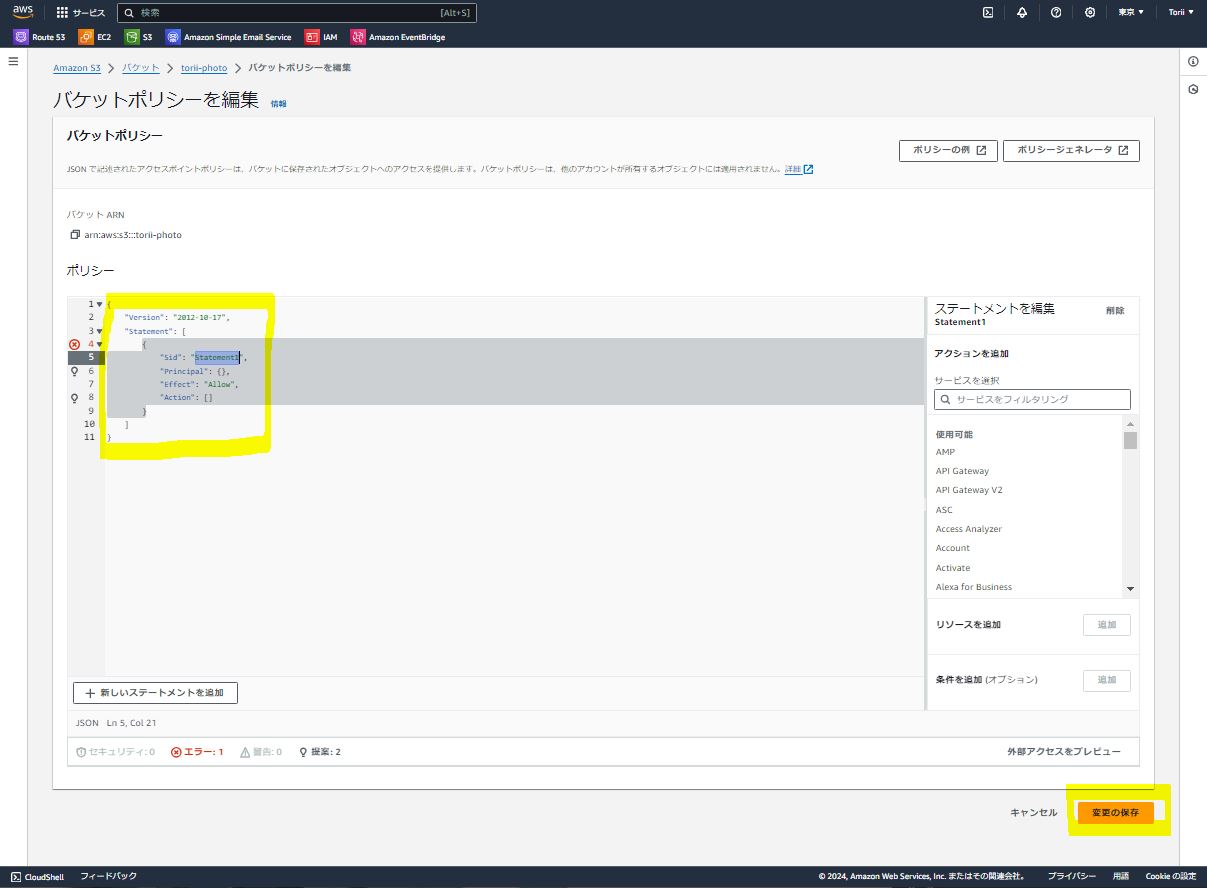 aws
サービス
検索
[Alt+S]
東京 ▼
Torii ▼
Route 53
EC2
S3
Amazon Simple Email Service
IAM
Amazon EventBridge
Amazon S3 > バケット > torii-photo > バケットポリシーを編集
バケットポリシーを編集 情報
バケットポリシー
ポリシーの例
ポリシージェネレータ
JSON で記述されたアクセスポイントポリシーは、バケットに保存されたオブジェクトへのアクセスを提供します。バケットポリシーは、他のアカウントが所有するオブジェクトには適用されません。詳細
バケット ARN
arn:aws:s3:::torii-photo
ポリシー
1 {
2 "Version": "2012-10-17",
3 "Statement": [
4 {
5 "Sid": "Statement1",
6 "Principal": {},
7 "Effect": "Allow",
8 "Action": []
9 }
10 ]
11 }
ステートメントを編集
削除
Statement1
アクションを追加
サービスを選択
サービスをフィルタリング
使用可能
AMP
API Gateway
API Gateway V2
ASC
Access Analyzer
Account
Activate
Alexa for Business
リソースを追加
追加
条件を追加 (オプション)
追加
+ 新しいステートメントを追加
JSON Ln 5, Col 21
セキュリティ: 0
エラー: 1
警告: 0
提案: 2
外部アクセスをプレビュー
キャンセル
変更の保存
CloudShell
フィードバック
© 2024, Amazon Web Services, Inc. またはその関連会社。
プライバシー
用語
Cookie の設定